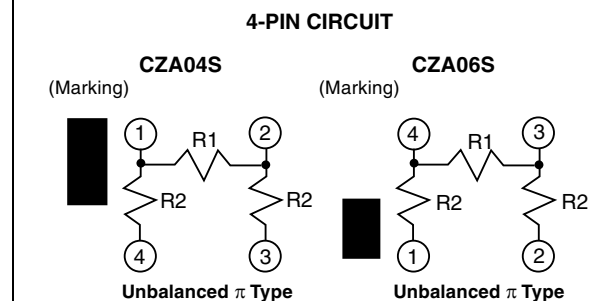 4-PIN CIRCUIT
CZA04S
(Marking)
1
2
R1
R2
R2
4
3
Unbalanced π Type
CZA06S
(Marking)
4
3
R1
R2
R2
1
2
Unbalanced π Type